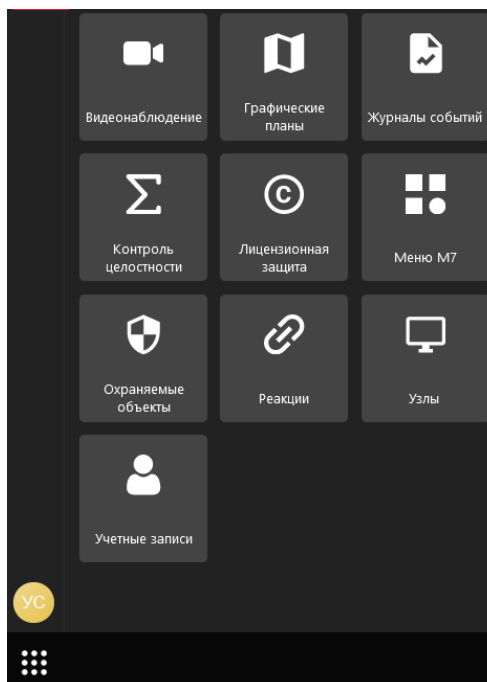 Видеонаблюдение
Графические
планы
Журналы событий
Контроль
целостности
Лицензионная
защита
Меню М7
Охраняемые
объекты
Реакции
Узлы
Учетные записи
УС